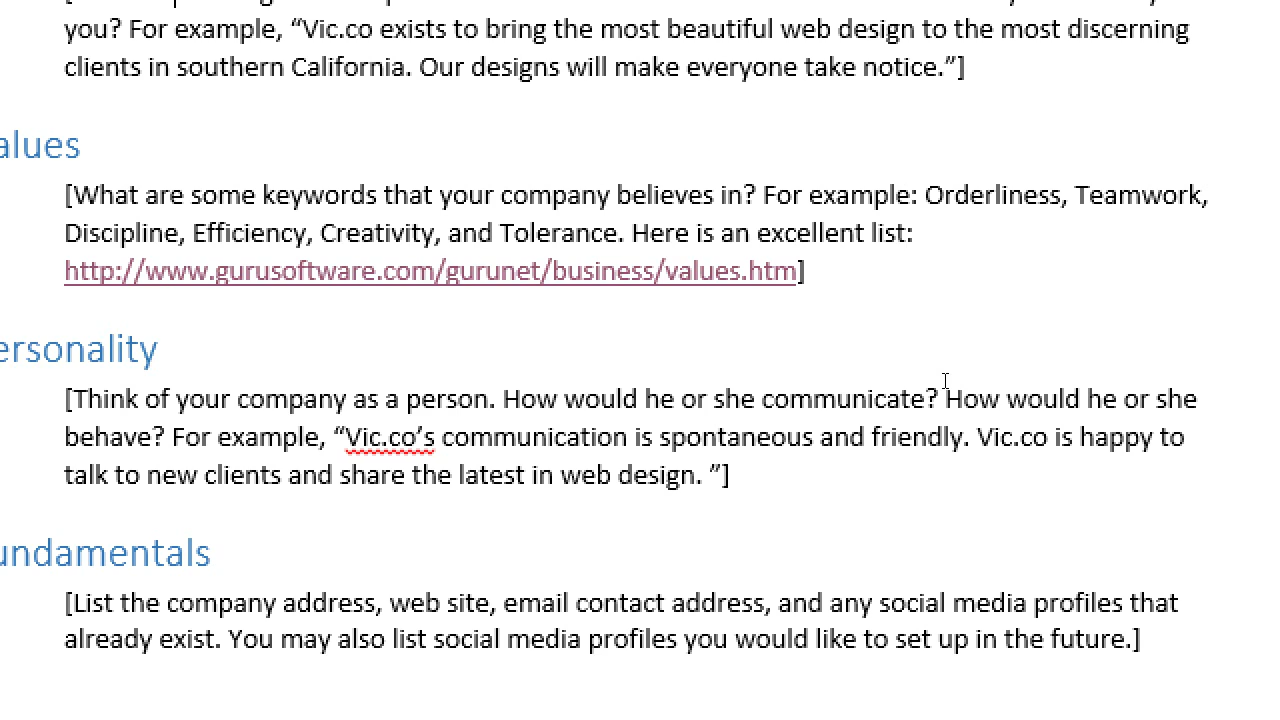 you? For example, “Vic.co exists to bring the most beautiful web design to the most discerning
clients in southern California. Our designs will make everyone take notice.”]
alues
[What are some keywords that your company believes in? For example: Orderliness, Teamwork,
Discipline, Efficiency, Creativity, and Tolerance. Here is an excellent list:
http://www.gurusoftware.com/gurunet/business/values.htm]
ersonality
[Think of your company as a person. How would he or she communicate? How would he or she
behave? For example, “Vic.co’s communication is spontaneous and friendly. Vic.co is happy to
talk to new clients and share the latest in web design. ”]
undamentals
[List the company address, web site, email contact address, and any social media profiles that
already exist. You may also list social media profiles you would like to set up in the future.]